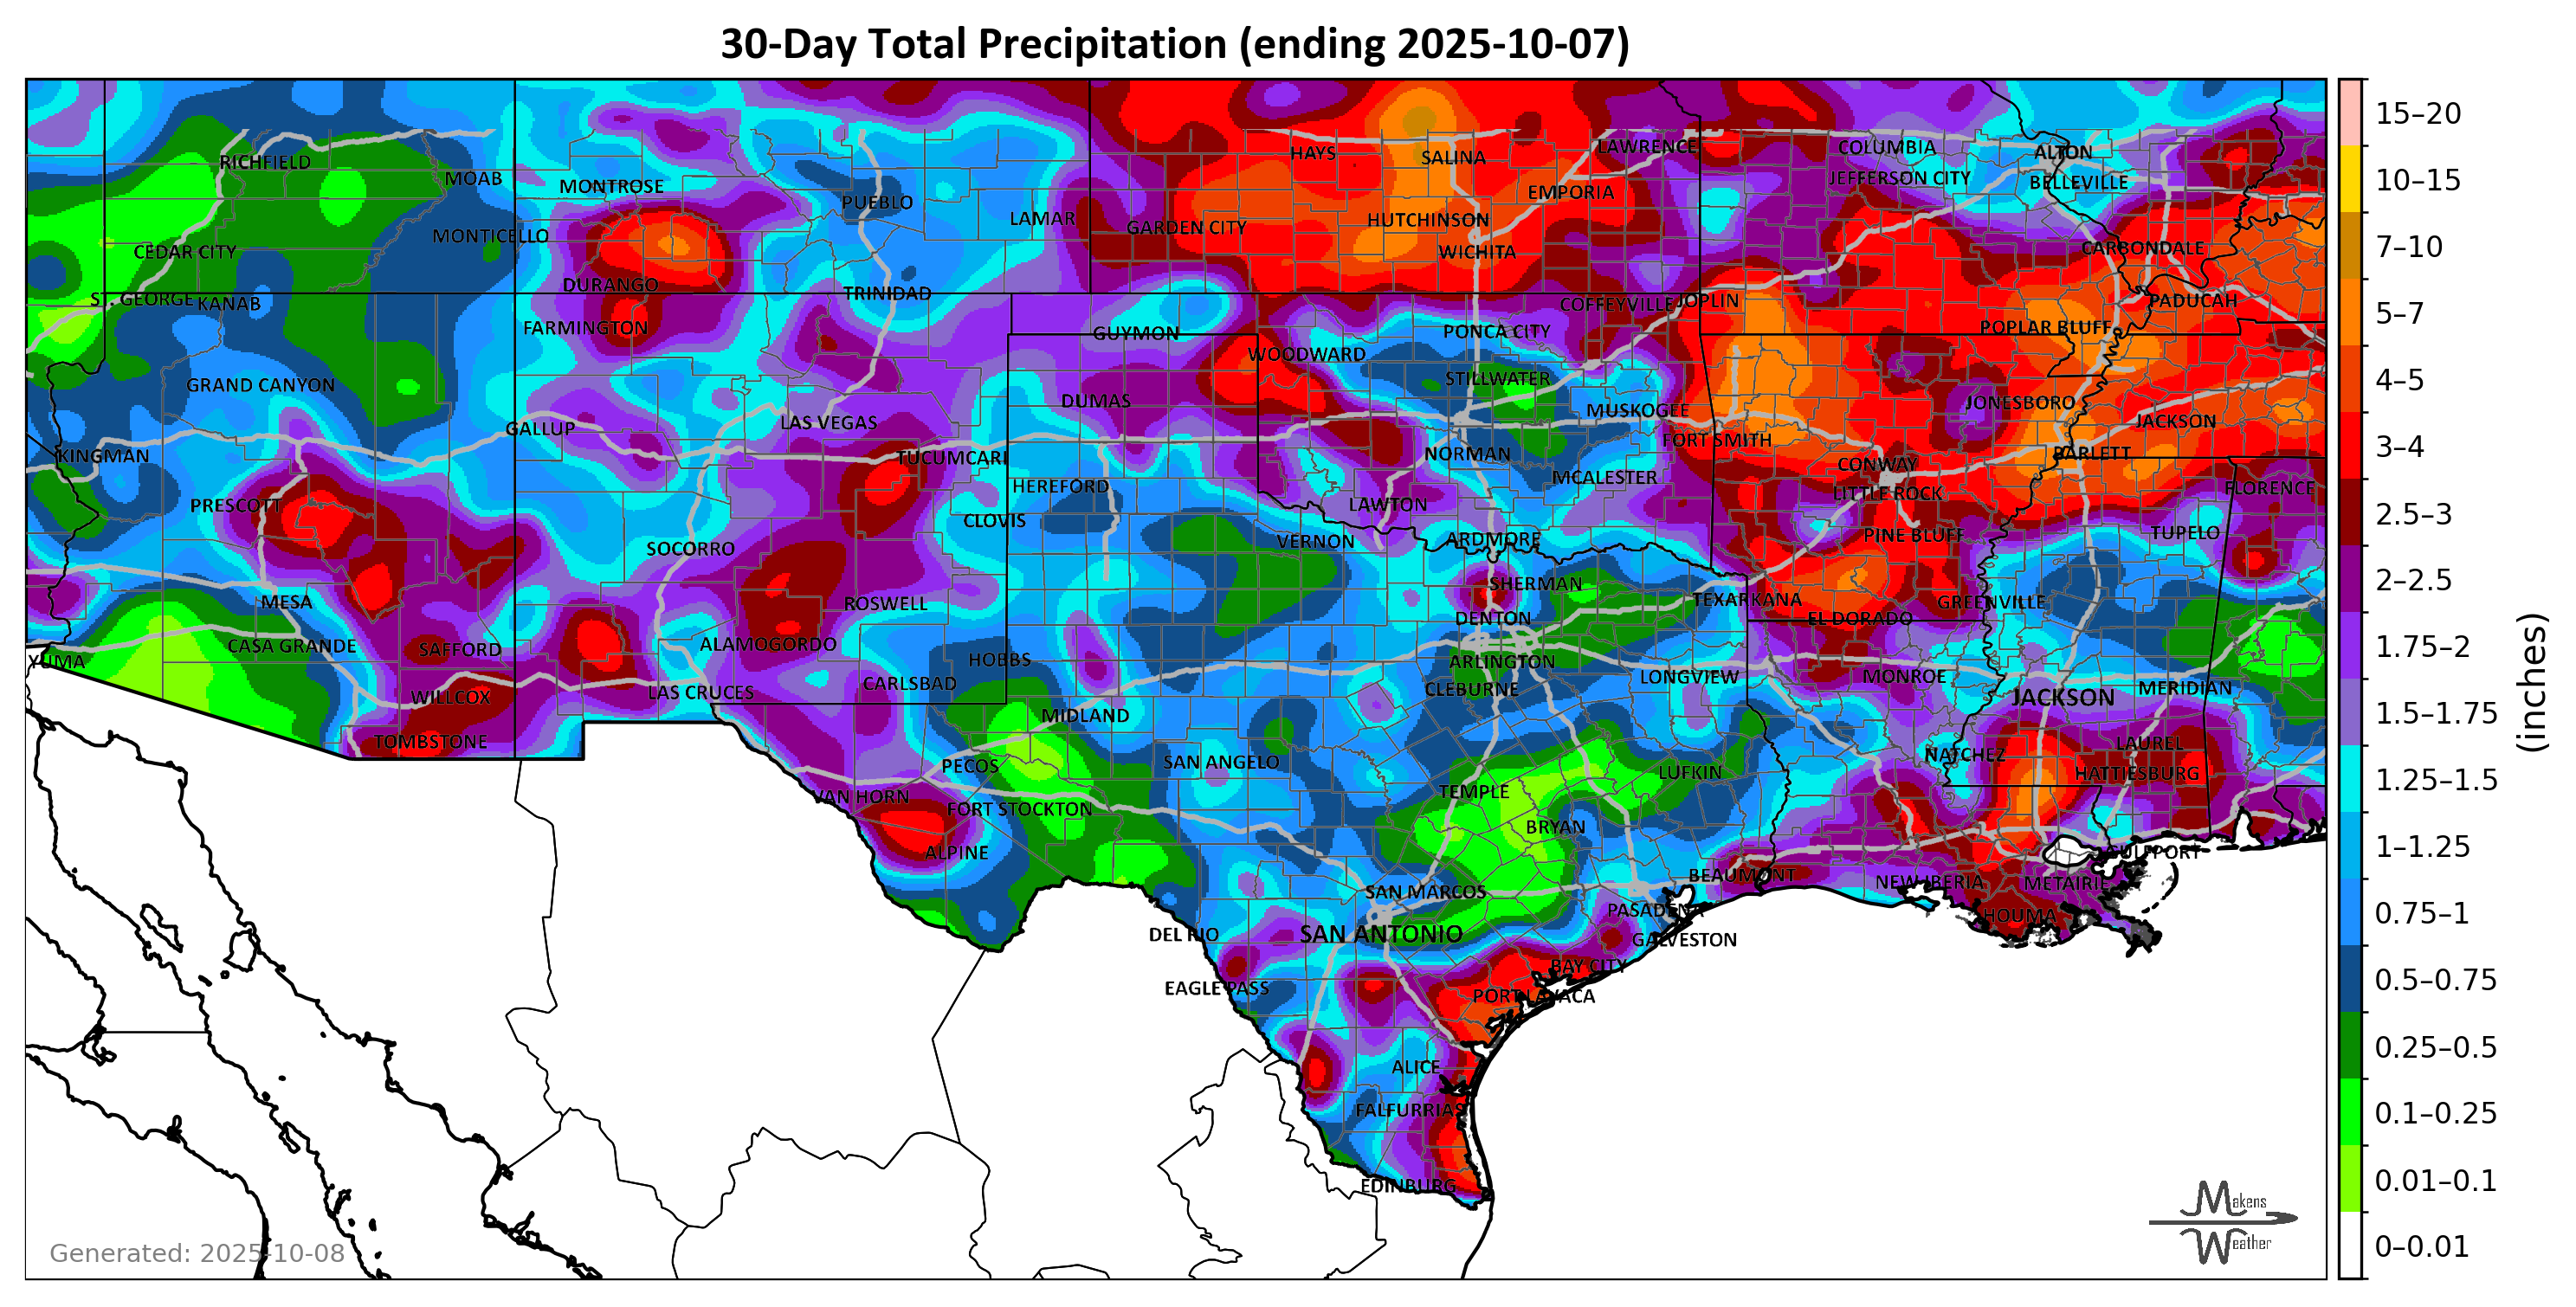 30-Day Total Precipitation (ending 2025-10-07)
RICHFIELD
MOAB
MONTROSE
PUEBLO
LAMAR
HAYS
SALINA
LAWRENCE
COLUMBIA
ALTON
JEFFERSON CITY
BELLEVILLE
EMPORIA
HUTCHINSON
GARDEN CITY
WICHITA
MONTICELLO
CEDAR CITY
CARBONDALE
DURANGO
TRINIDAD
ST. GEORGE
KANAB
COFFEYVILLE
JOPLIN
PADUCAH
FARMINGTON
GUYMON
PONCA CITY
POPLAR BLUFF
WOODWARD
GRAND CANYON
STILLWATER
DUMAS
MUSKOGEE
JONESBORO
LAS VEGAS
JACKSON
GALLUP
FORT SMITH
KINGMAN
TUCUMCARI
NORMAN
BARLETT
CONWAY
HEREFORD
MCALESTER
FLORENCE
LITTLE ROCK
PRESCOTT
LAWTON
CLOVIS
PINE BLUFF
TUPELO
SOCORRO
VERNON
ARDMORE
SHERMAN
MESA
ROSWELL
TEXARKANA
GREENVILLE
DENTON
EL DORADO
CASA GRANDE
SAFFORD
ALAMOGORDO
YUMA
HOBBS
ARLINGTON
LONGVIEW
MONROE
CARLSBAD
CLEBURNE
LAS CRUCES
WILLCOX
JACKSON
MERIDIAN
MIDLAND
TOMBSTONE
LAUREL
NATCHEZ
PECOS
SAN ANGELO
LUFKIN
HATTIESBURG
TEMPLE
VAN HORN
FORT STOCKTON
BRYAN
ALPINE
GULFPORT
BEAUMONT
NEW IBERIA
METAIRIE
SAN MARCOS
PASADENA
HOUMA
DEL RIO
SAN ANTONIO
GALVESTON
BAY CITY
EAGLE PASS
PORT LAVACA
ALICE
FALFURRIAS
EDINBURG
Generated: 2025-10-08
Makens
Weather
15–20
10–15
7–10
5–7
4–5
3–4
2.5–3
2–2.5
1.75–2
1.5–1.75
1.25–1.5
1–1.25
0.75–1
0.5–0.75
0.25–0.5
0.1–0.25
0.01–0.1
0–0.01
(inches)